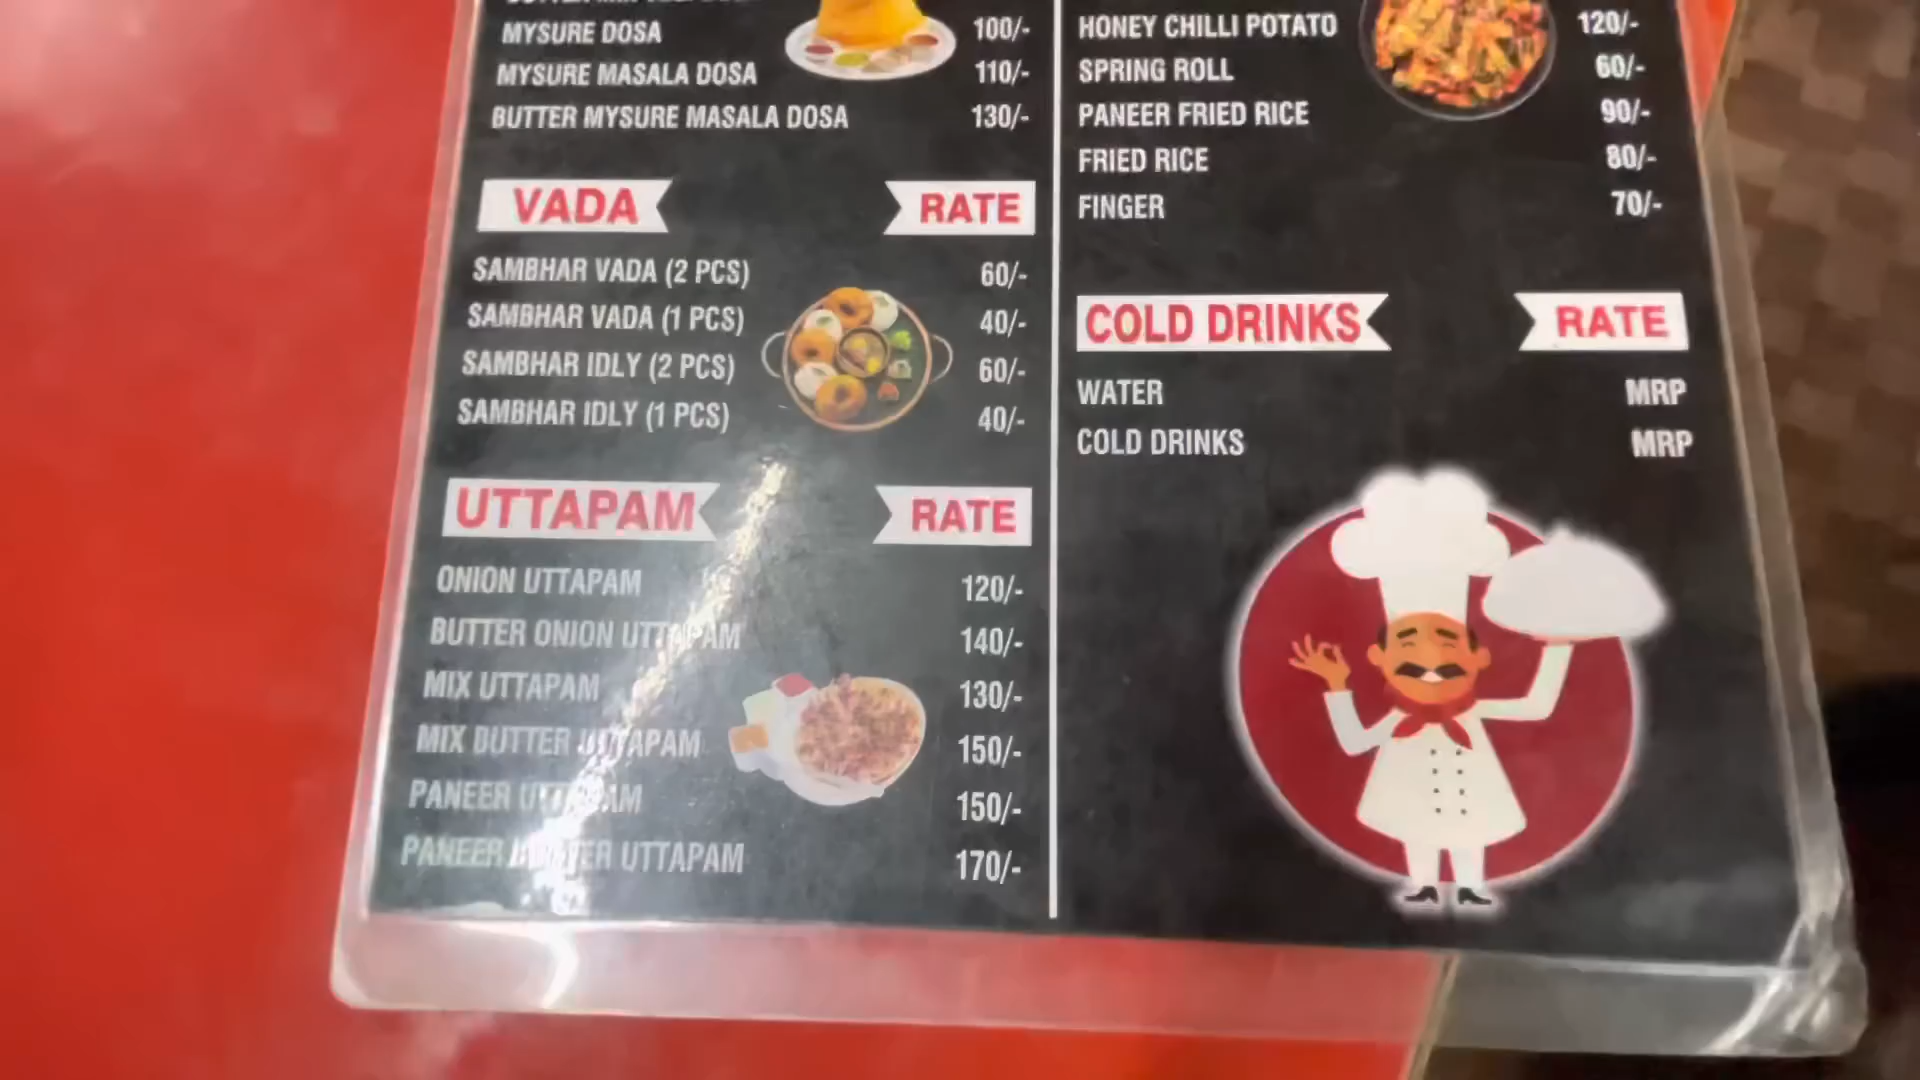 MYSURE DOSA 100/-
MYSURE MASALA DOSA 110/-
BUTTER MYSURE MASALA DOSA 130/-
VADA RATE
SAMBHAR VADA (2 PCS) 60/-
SAMBHAR VADA (1 PCS) 40/-
SAMBHAR IDLY (2 PCS) 60/-
SAMBHAR IDLY (1 PCS) 40/-
UTTAPAM RATE
ONION UTTAPAM 120/-
BUTTER ONION UTTAPAM 140/-
MIX UTTAPAM 130/-
MIX BUTTER UTTAPAM 150/-
PANEER UTTAPAM 150/-
PANEER BUTTER UTTAPAM 170/-
HONEY CHILLI POTATO 120/-
SPRING ROLL 60/-
PANEER FRIED RICE 90/-
FRIED RICE 80/-
FINGER 70/-
COLD DRINKS RATE
WATER MRP
COLD DRINKS MRP